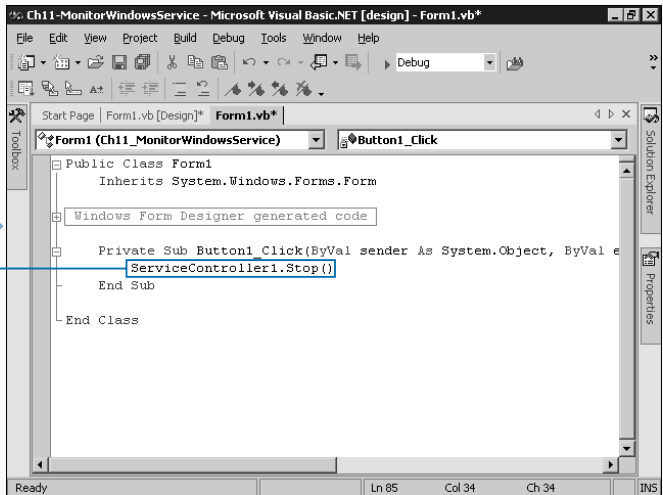 Ch11-MonitorWindowsService - Microsoft Visual Basic.NET [design] - Form1.vb*
File Edit View Project Build Debug Tools Window Help
Debug
Start Page Form1.vb [Design]* Form1.vb*
Form1 (Ch11_MonitorWindowsService) Button1_Click
Toolbox
Solution Explorer
Properties
Public Class Form1
Inherits System.Windows.Forms.Form
Windows Form Designer generated code
Private Sub Button1_Click(ByVal sender As System.Object, ByVal e
ServiceController1.Stop()
End Sub
End Class
Ready Ln 85 Col 34 Ch 34 INS